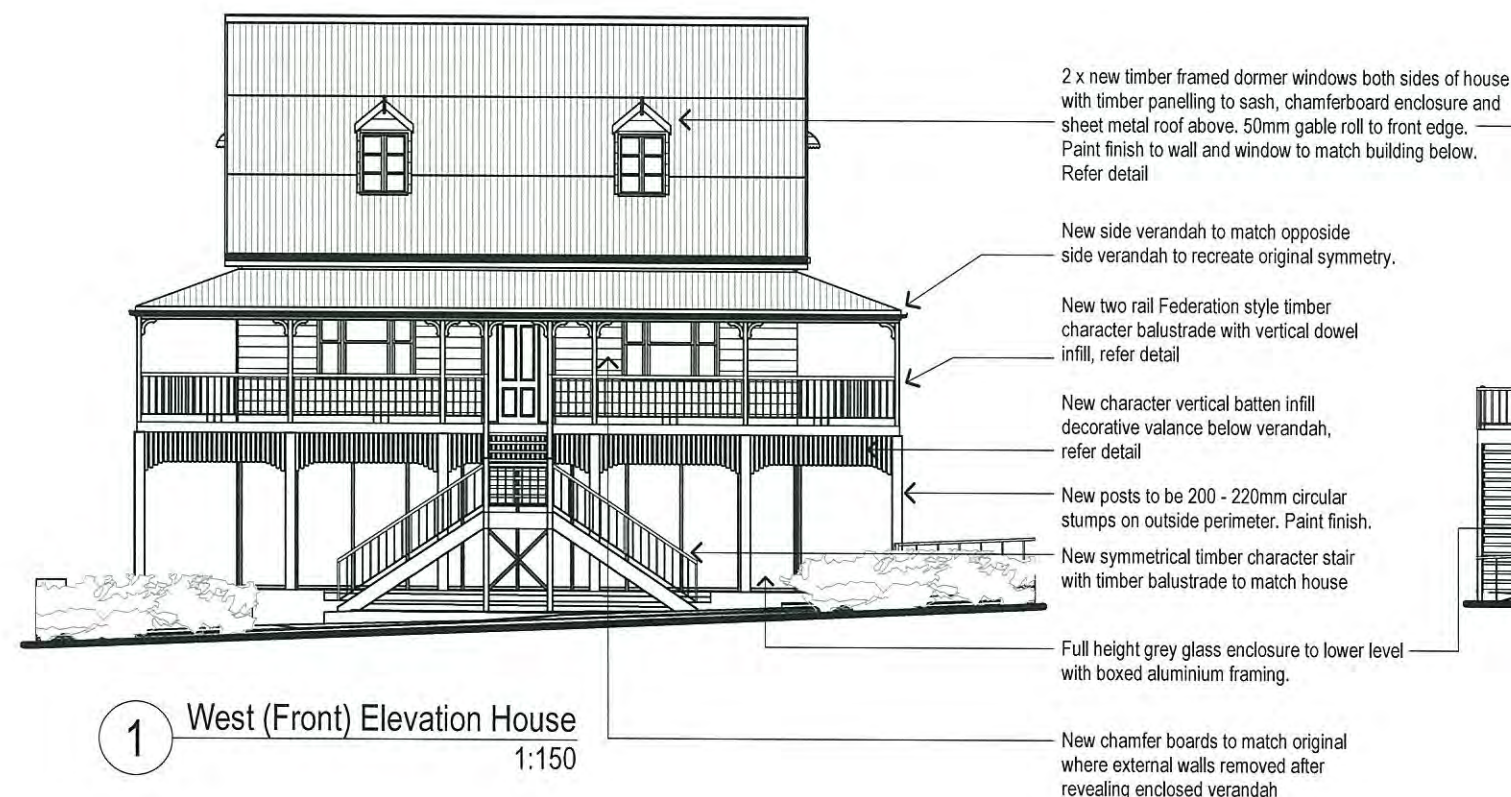 2 x new timber framed dormer windows both sides of house
with timber panelling to sash, chamferboard enclosure and
sheet metal roof above. 50mm gable roll to front edge.
Paint finish to wall and window to match building below.
Refer detail
New side verandah to match opposide
side verandah to recreate original symmetry.
New two rail Federation style timber
character balustrade with vertical dowel
infill, refer detail
New character vertical batten infill
decorative valance below verandah,
refer detail
New posts to be 200 - 220mm circular
stumps on outside perimeter. Paint finish.
New symmetrical timber character stair
with timber balustrade to match house
Full height grey glass enclosure to lower level
with boxed aluminium framing.
New chamfer boards to match original
where external walls removed after
revealing enclosed verandah
1
West (Front) Elevation House
1:150